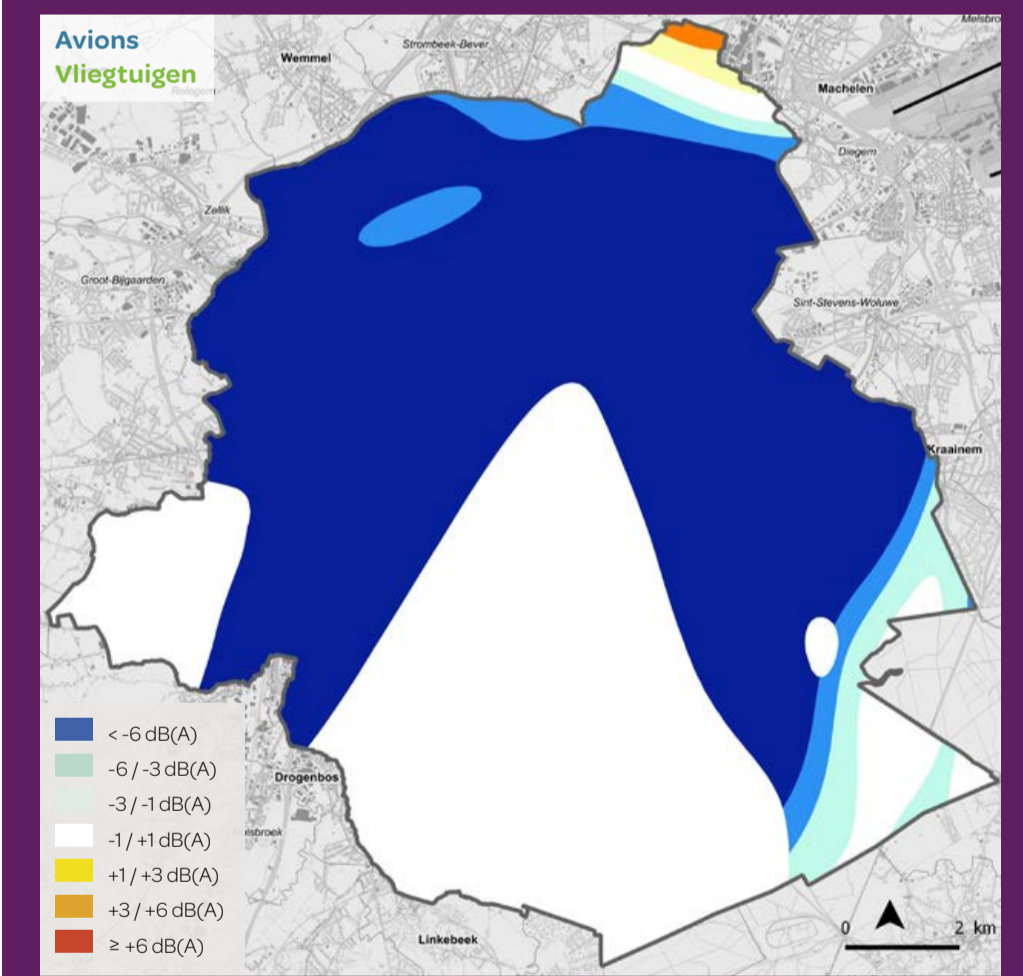 Avions
Vliegtuigen
Melsbro
Strombeek-Bever
Wemmel
Relegem
Machelen
Diegem
Zellik
Groot-Bijgaarden
Sint-Stevens-Woluwe
Kraainem
< -6 dB(A)
-6 / -3 dB(A)
-3 / -1 dB(A)
-1 / +1 dB(A)
+1 / +3 dB(A)
+3 / +6 dB(A)
≥ +6 dB(A)
Drogenbos
isbroek
Linkebeek
0 2 km